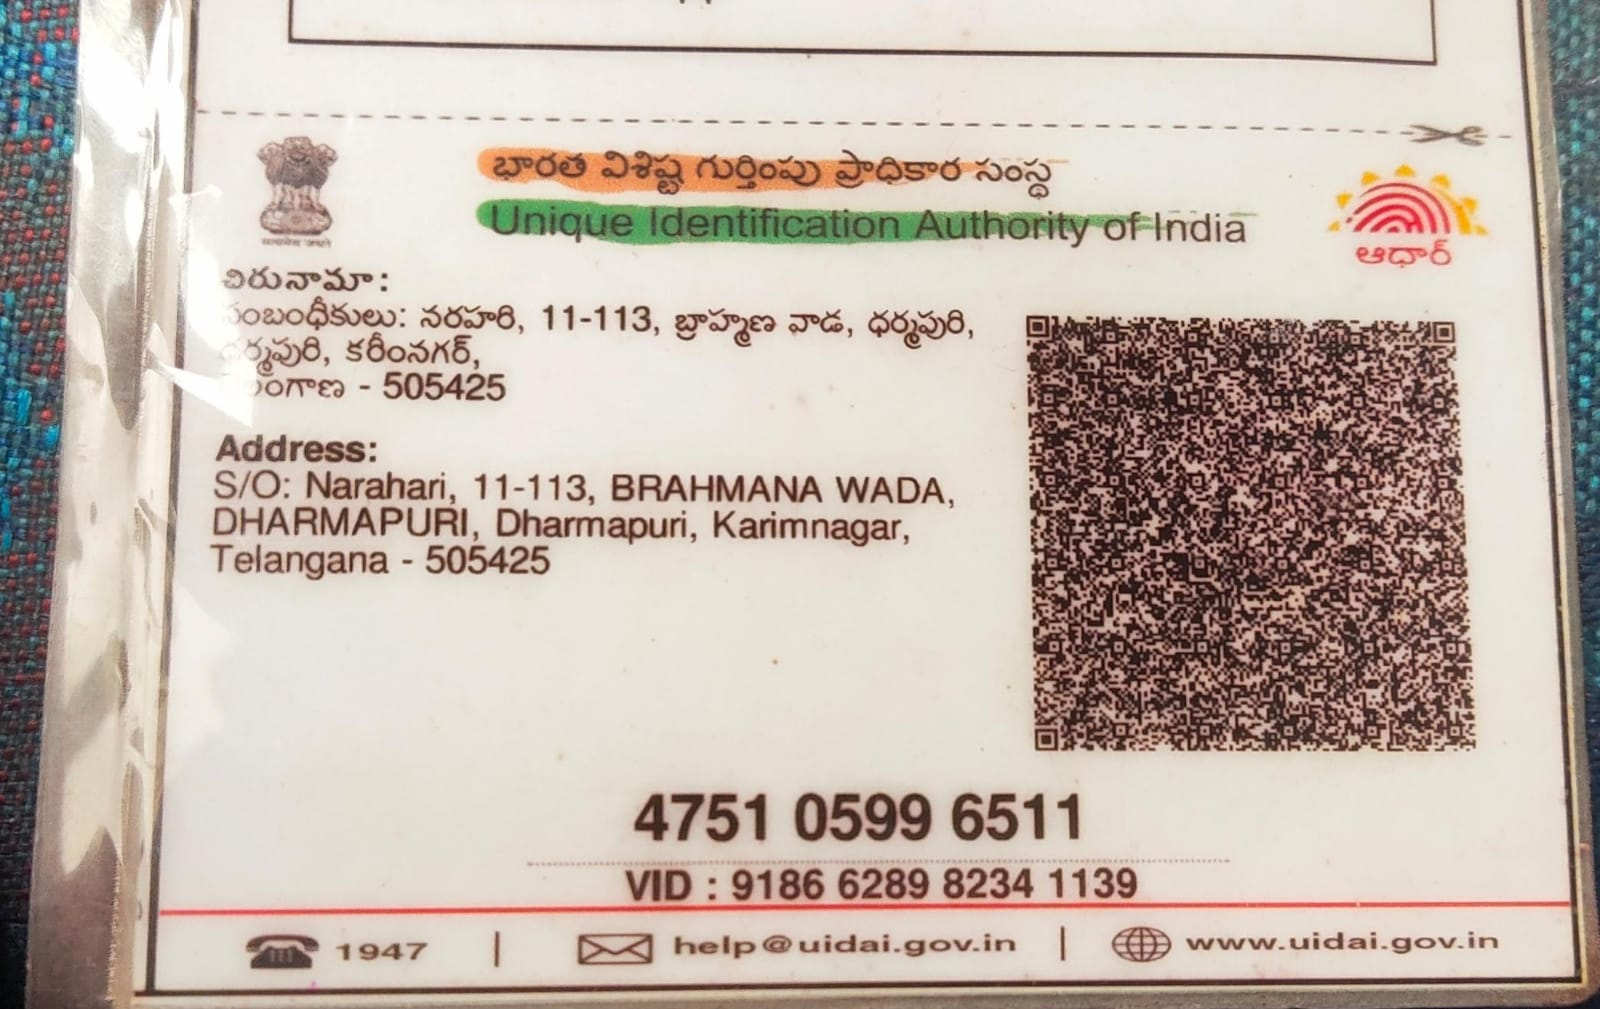 భారత విశిష్ట గుర్తింపు ప్రాధికార సంస్థ
Unique Identification Authority of India
ఆధార్
చిరునామా:
సంబంధీకులు: నరహరి, 11-113, బ్రాహ్మణ వాడ, ధర్మపురి,
ధర్మపురి, కరీంనగర్,
తెలంగాణ - 505425
Address:
S/O: Narahari, 11-113, BRAHMANA WADA,
DHARMAPURI, Dharmapuri, Karimnagar,
Telangana - 505425
4751 0599 6511
VID : 9186 6289 8234 1139
1947 | help@uidai.gov.in | www.uidai.gov.in